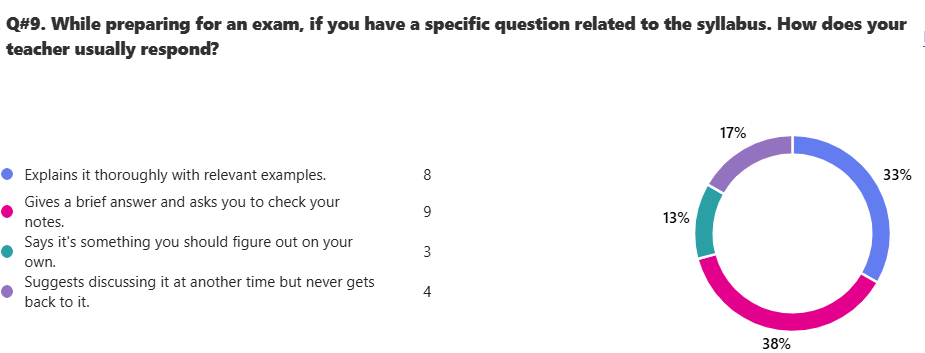 Q#9. While preparing for an exam, if you have a specific question related to the syllabus. How does your
teacher usually respond?
17%
Explains it thoroughly with relevant examples. 8
33%
Gives a brief answer and asks you to check your
notes. 9
13%
Says it's something you should figure out on your
own. 3
Suggests discussing it at another time but never gets
back to it. 4
38%